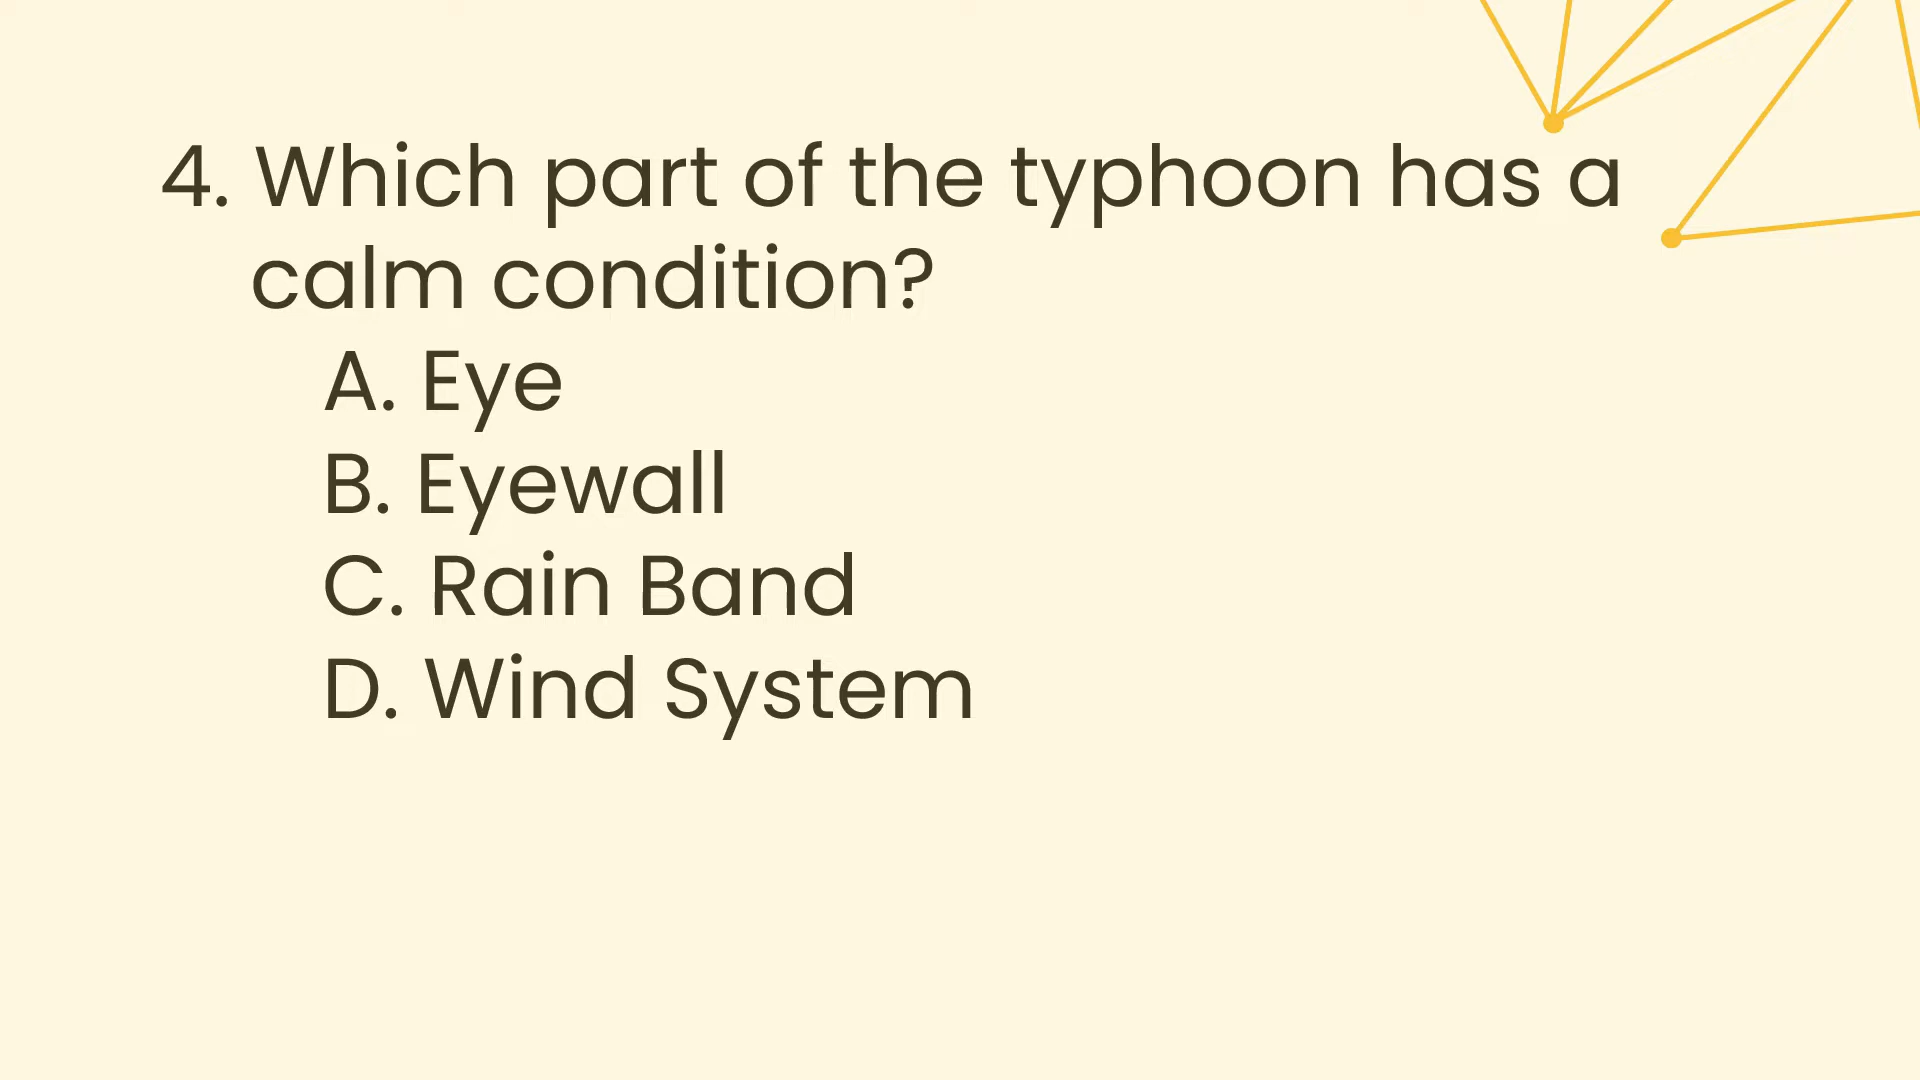 4. Which part of the typhoon has a
calm condition?
A. Eye
B. Eyewall
C. Rain Band
D. Wind System